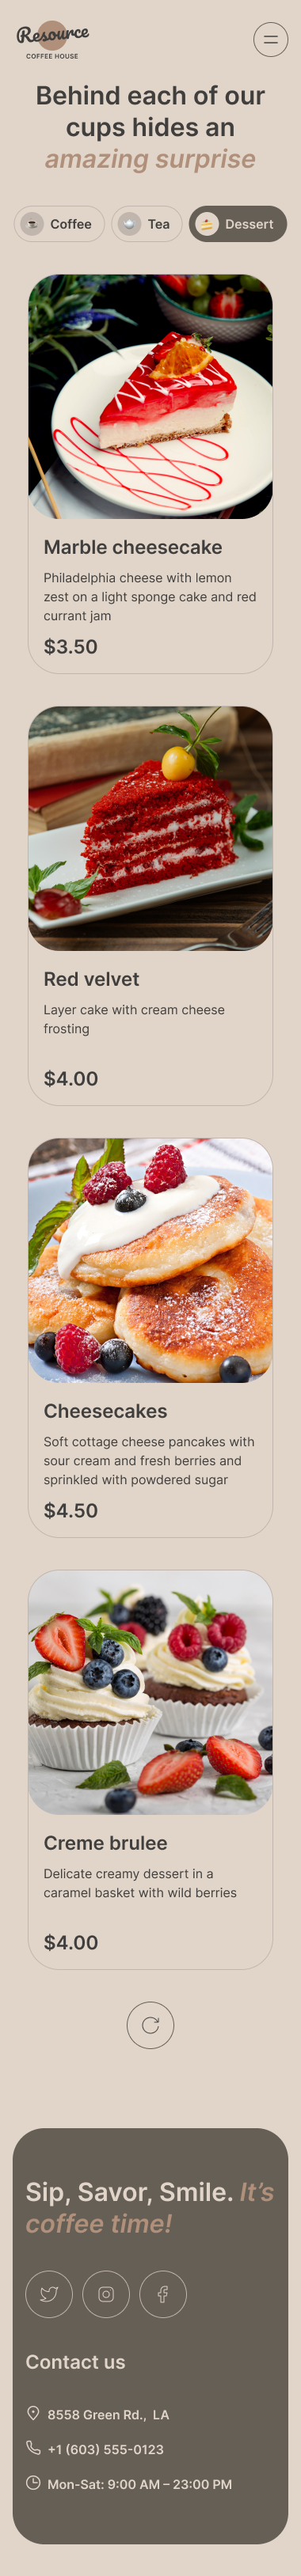 Resource
COFFEE HOUSE
Behind each of our
cups hides an
amazing surprise
Coffee
Tea
Dessert
Marble cheesecake
Philadelphia cheese with lemon
zest on a light sponge cake and red
currant jam
$3.50
Red velvet
Layer cake with cream cheese
frosting
$4.00
Cheesecakes
Soft cottage cheese pancakes with
sour cream and fresh berries and
sprinkled with powdered sugar
$4.50
Creme brulee
Delicate creamy dessert in a
caramel basket with wild berries
$4.00
Sip, Savor, Smile. It’s
coffee time!
Contact us
8558 Green Rd., LA
+1 (603) 555-0123
Mon-Sat: 9:00 AM – 23:00 PM